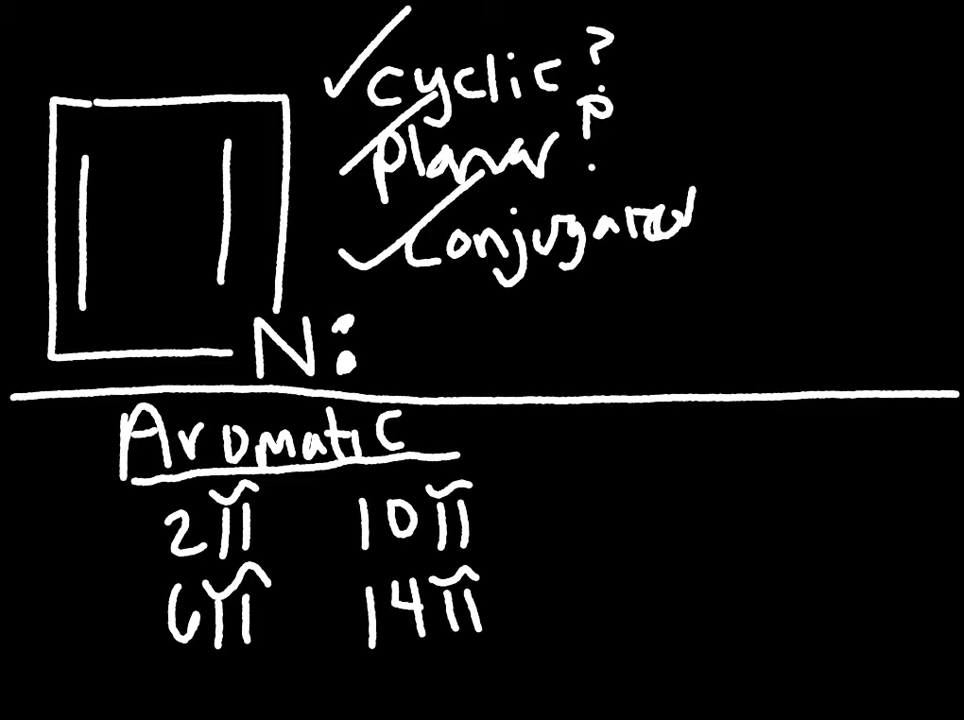 cyclic?
planar?
Conjugated
N:
Aromatic
2π 10π
6π 14π